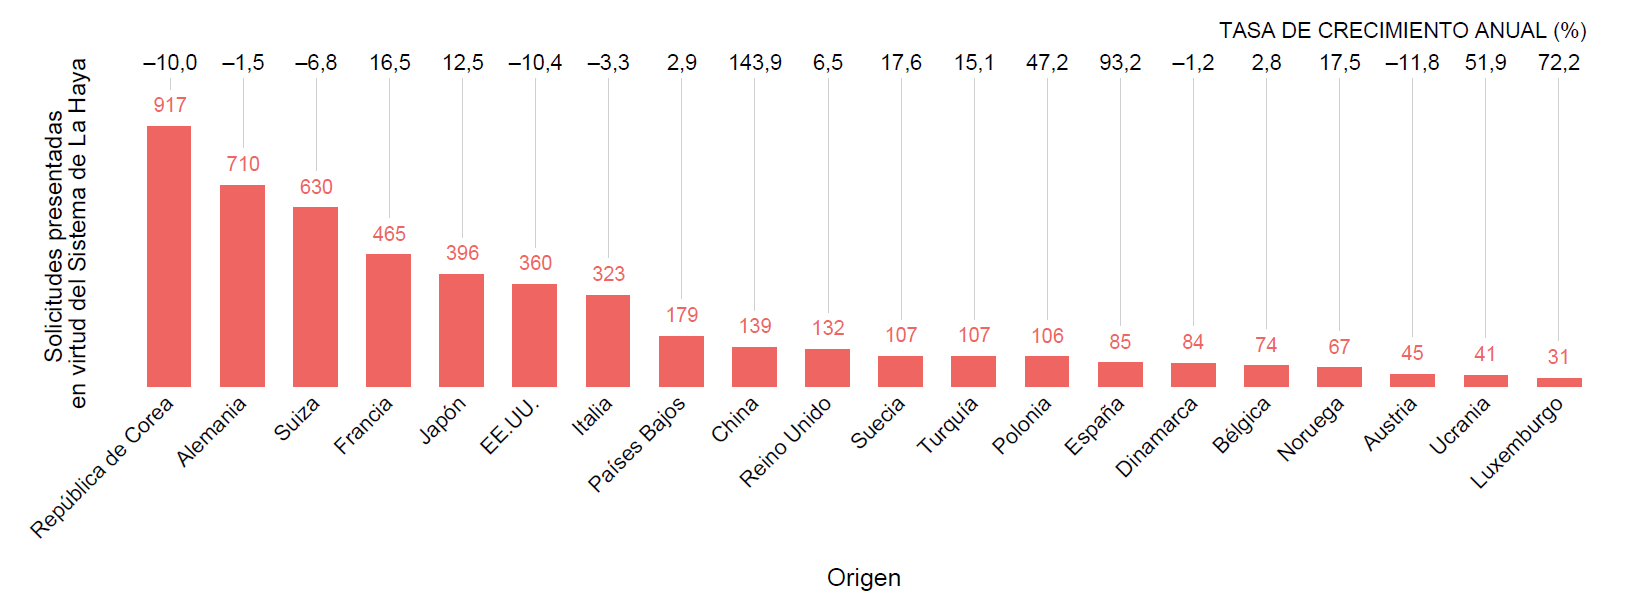 TASA DE CRECIMIENTO ANUAL (%)
–10,0 –1,5 –6,8 16,5 12,5 –10,4 –3,3 2,9 143,9 6,5 17,6 15,1 47,2 93,2 –1,2 2,8 17,5 –11,8 51,9 72,2
Solicitudes presentadas
en virtud del Sistema de La Haya
917 710 630 465 396 360 323 179 139 132 107 107 106 85 84 74 67 45 41 31
República de Corea
Alemania
Suiza
Francia
Japón
EE.UU.
Italia
Países Bajos
China
Reino Unido
Suecia
Turquía
Polonia
España
Dinamarca
Bélgica
Noruega
Austria
Ucrania
Luxemburgo
Origen